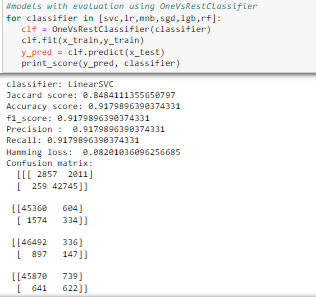 #models with evaluation using OneVsRestClassifier
for classifier in [svc,lr,mnb,sgd,lgb,rf]:
clf = OneVsRestClassifier(classifier)
clf.fit(x_train,y_train)
y_pred = clf.predict(x_test)
print_score(y_pred, classifier)
classifier: LinearSVC
Jaccard score: 0.8484111355650797
Accuracy score: 0.9179896390374331
f1_score: 0.9179896390374331
Precision : 0.9179896390374331
Recall: 0.9179896390374331
Hamming loss: 0.08201036096256685
Confusion matrix:
[[[ 2857 2011]
[ 259 42745]]
[[45360 604]
[ 1574 334]]
[[46492 336]
[ 897 147]]
[[45870 739]
[ 641 622]]